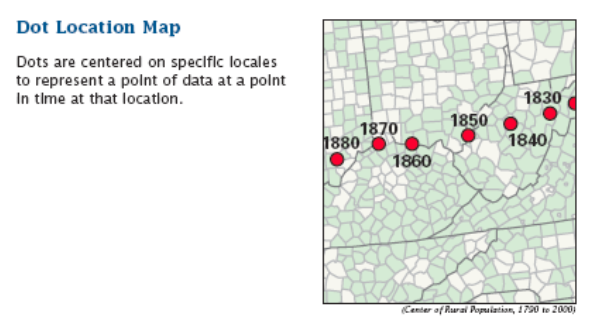 Dot Location Map
Dots are centered on specific locales
to represent a point of data at a point
in time at that location.
1830
1850
1840
1870
1880
1860
(Center of Rural Population, 1790 to 2000)